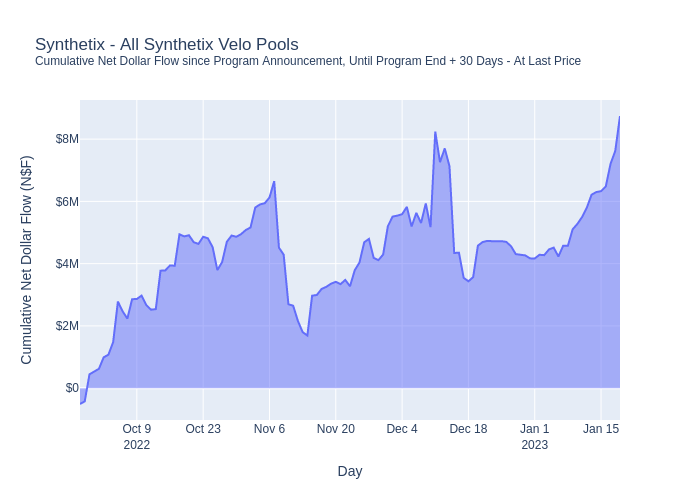 Synthetix - All Synthetix Velo Pools
Cumulative Net Dollar Flow since Program Announcement, Until Program End + 30 Days - At Last Price
Cumulative Net Dollar Flow (N$F)
$8M
$6M
$4M
$2M
$0
Oct 9 Oct 23 Nov 6 Nov 20 Dec 4 Dec 18 Jan 1 Jan 15
2022 2023
Day